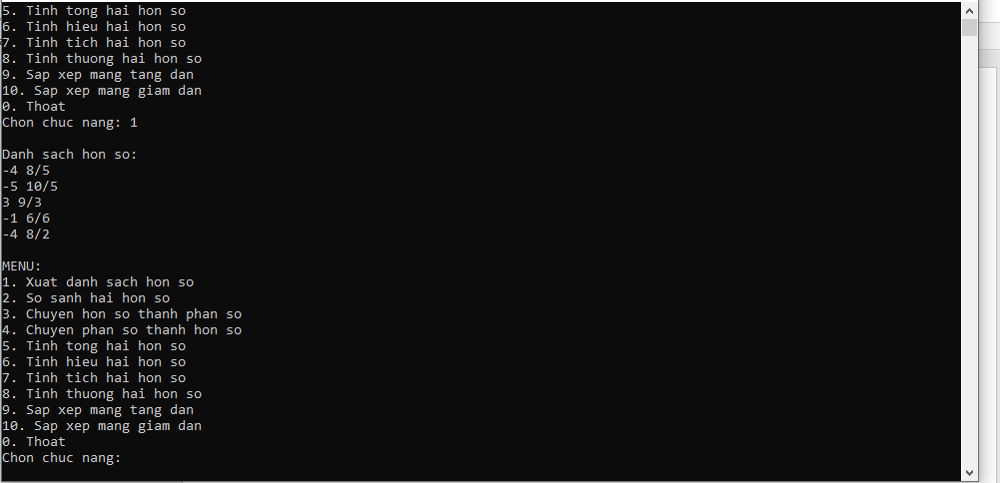 5. Tinh tong hai hon so
6. Tinh hieu hai hon so
7. Tinh tich hai hon so
8. Tinh thuong hai hon so
9. Sap xep mang tang dan
10. Sap xep mang giam dan
0. Thoat
Chon chuc nang: 1
Danh sach hon so:
-4 8/5
-5 10/5
3 9/3
-1 6/6
-4 8/2
MENU:
1. Xuat danh sach hon so
2. So sanh hai hon so
3. Chuyen hon so thanh phan so
4. Chuyen phan so thanh hon so
5. Tinh tong hai hon so
6. Tinh hieu hai hon so
7. Tinh tich hai hon so
8. Tinh thuong hai hon so
9. Sap xep mang tang dan
10. Sap xep mang giam dan
0. Thoat
Chon chuc nang: